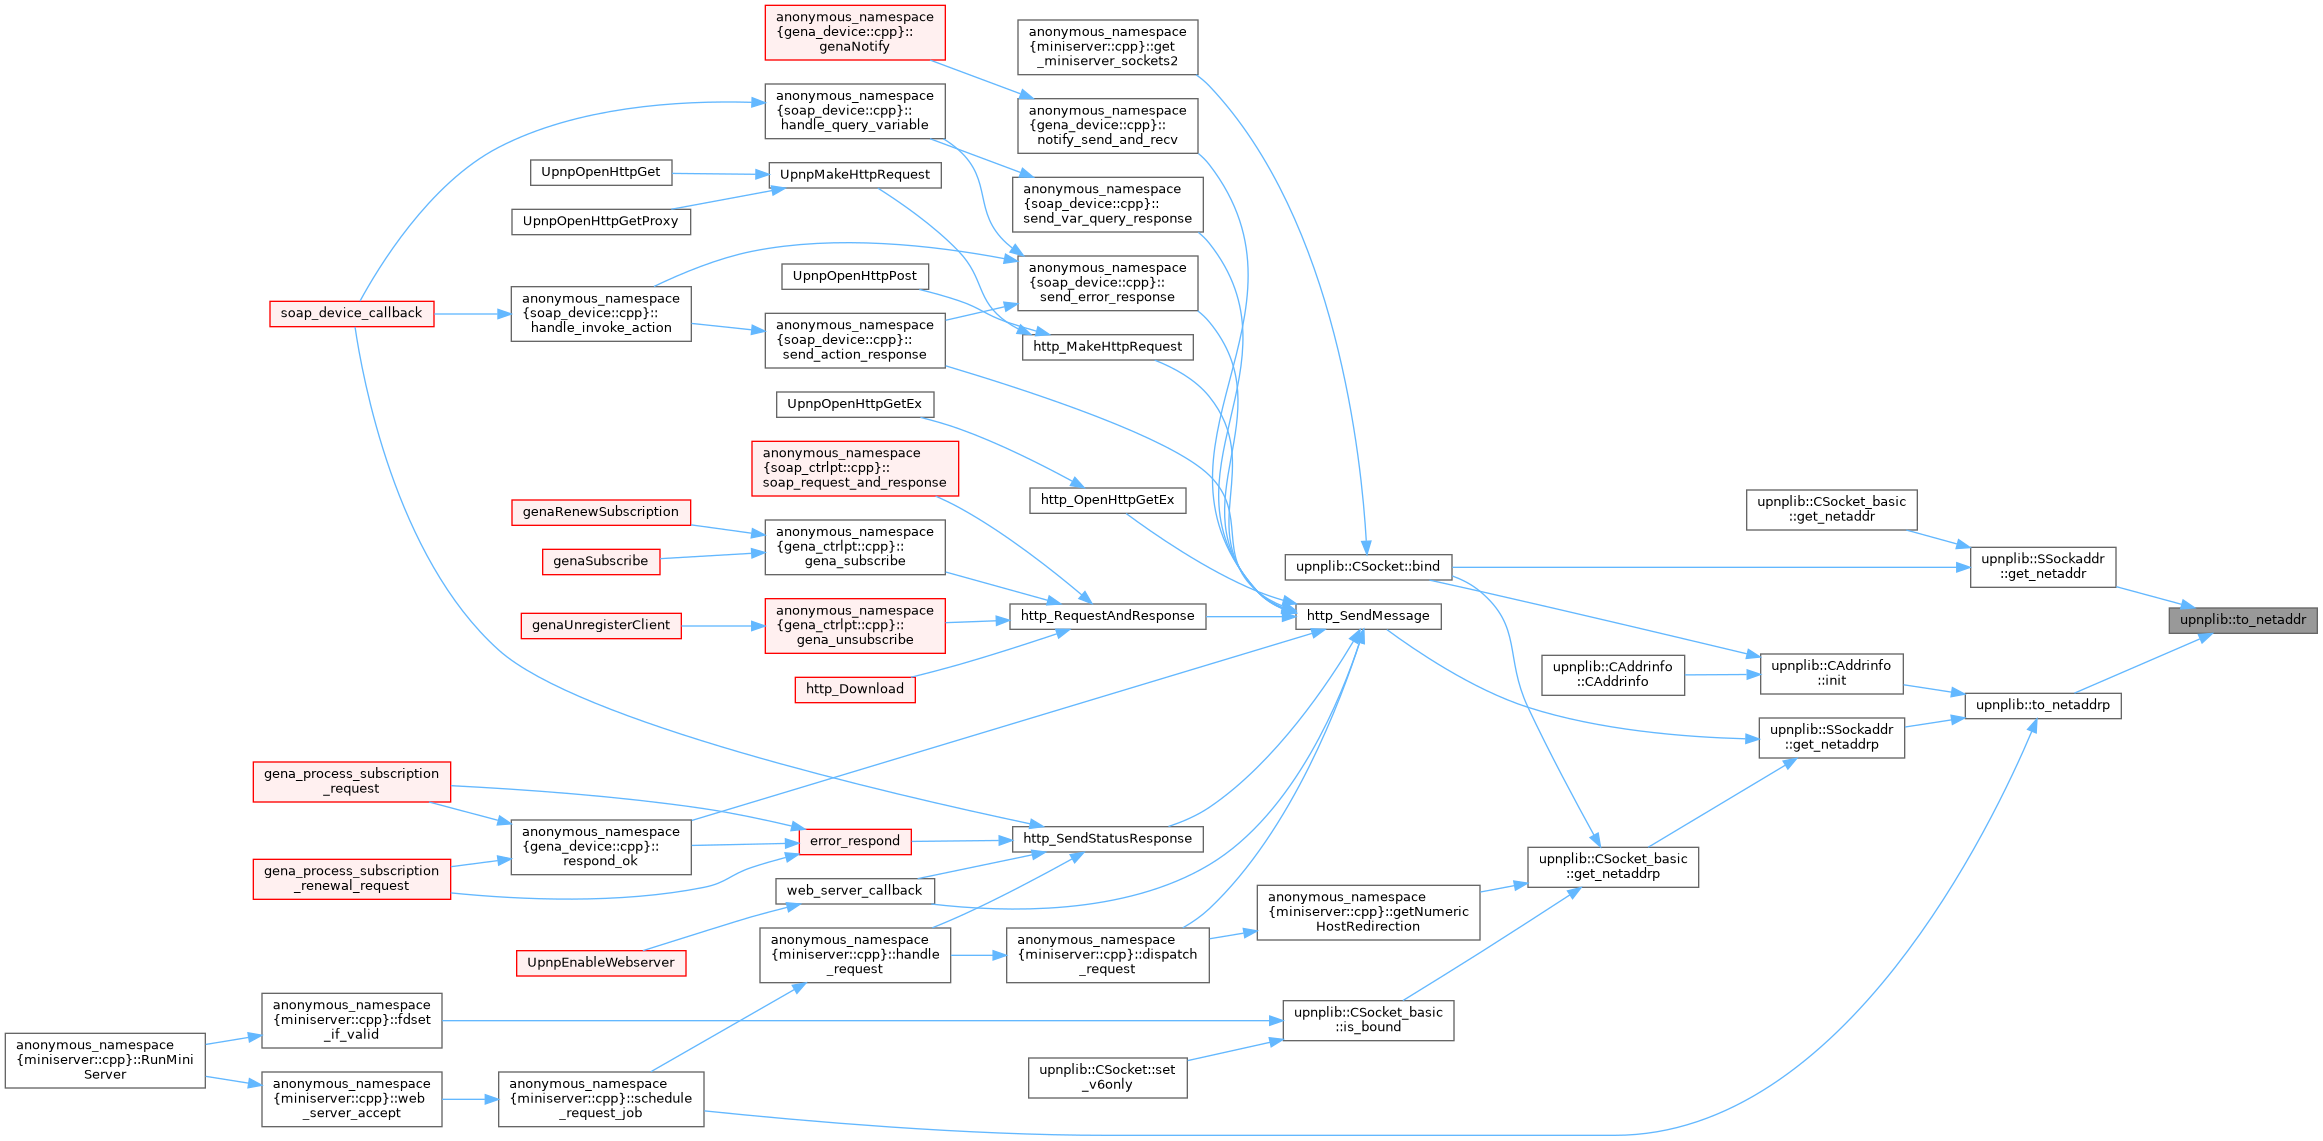 anonymous_namespace
{gena_device::cpp}::
genaNotify
anonymous_namespace
{miniserver::cpp}::get
_miniserver_sockets2
anonymous_namespace
{soap_device::cpp}::
handle_query_variable
anonymous_namespace
{gena_device::cpp}::
notify_send_and_recv
UpnpOpenHttpGet
UpnpMakeHttpRequest
anonymous_namespace
{soap_device::cpp}::
send_var_query_response
UpnpOpenHttpGetProxy
UpnpOpenHttpPost
anonymous_namespace
{soap_device::cpp}::
send_error_response
soap_device_callback
anonymous_namespace
{soap_device::cpp}::
handle_invoke_action
anonymous_namespace
{soap_device::cpp}::
send_action_response
http_MakeHttpRequest
UpnpOpenHttpGetEx
anonymous_namespace
{soap_ctrlpt::cpp}::
soap_request_and_response
http_OpenHttpGetEx
upnplib::CSocket_basic
::get_netaddr
genaRenewSubscription
genaSubscribe
anonymous_namespace
{gena_ctrlpt::cpp}::
gena_subscribe
upnplib::CSocket::bind
upnplib::SSockaddr
::get_netaddr
genaUnregisterClient
anonymous_namespace
{gena_ctrlpt::cpp}::
gena_unsubscribe
http_RequestAndResponse
http_SendMessage
upnplib::to_netaddr
http_Download
upnplib::CAddrinfo
::CAddrinfo
upnplib::CAddrinfo
::init
upnplib::to_netaddrp
upnplib::SSockaddr
::get_netaddrp
gena_process_subscription
_request
anonymous_namespace
{gena_device::cpp}::
respond_ok
error_respond
http_SendStatusResponse
upnplib::CSocket_basic
::get_netaddrp
gena_process_subscription
_renewal_request
web_server_callback
anonymous_namespace
{miniserver::cpp}::getNumeric
HostRedirection
UpnpEnableWebserver
anonymous_namespace
{miniserver::cpp}::handle
_request
anonymous_namespace
{miniserver::cpp}::dispatch
_request
anonymous_namespace
{miniserver::cpp}::fdset
_if_valid
upnplib::CSocket_basic
::is_bound
anonymous_namespace
{miniserver::cpp}::RunMini
Server
upnplib::CSocket::set
_v6only
anonymous_namespace
{miniserver::cpp}::web
_server_accept
anonymous_namespace
{miniserver::cpp}::schedule
_request_job